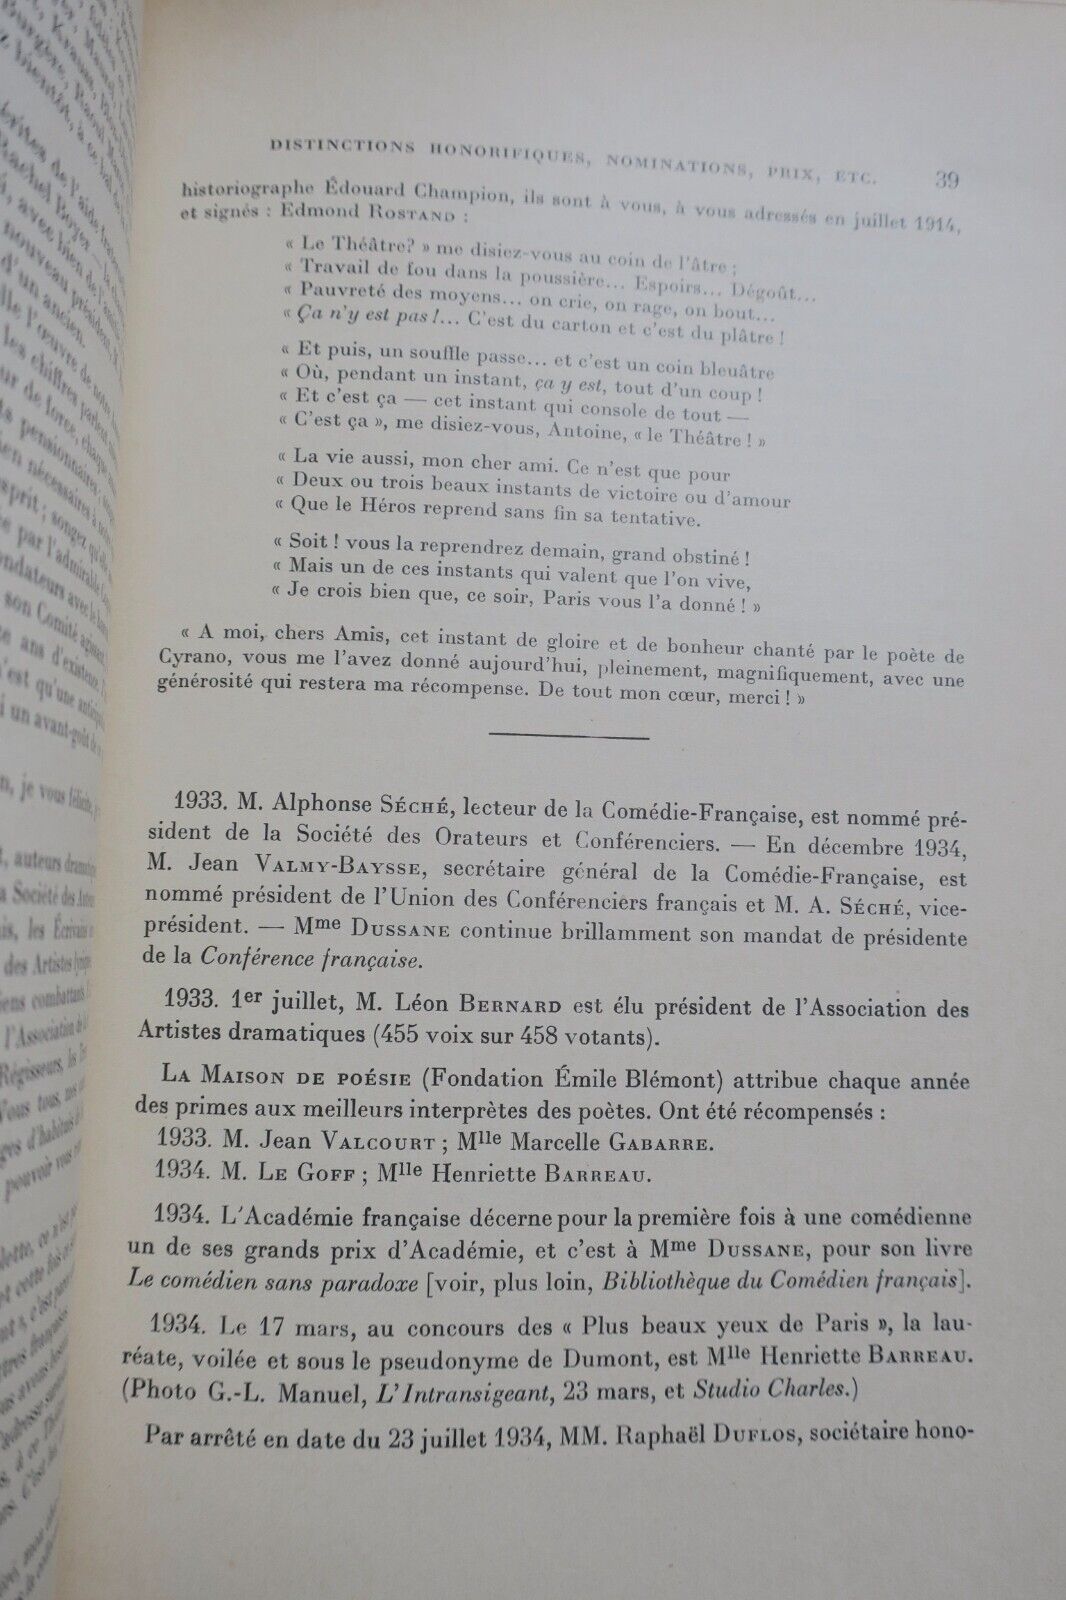 DISTINCTIONS HONORIFIQUES, NOMINATIONS, PRIX, ETC. 39
historiographe Édouard Champion, ils sont à vous, à vous adressés en juillet 1914,
et signés : Edmond ROSTAND :
« Le Théâtre? » me disiez-vous au coin de l'âtre ;
« Travail de fou dans la poussière... Espoirs... Dégoût...
« Pauvreté des moyens... on crie, on rage, on bout...
« Ça n'y est pas !... C'est du carton et c'est du plâtre !
« Et puis, un souffle passe... et c'est un coin bleuâtre
« Où, pendant un instant, ça y est, tout d'un coup !
« Et c'est ça — cet instant qui console de tout —
« C'est ça », me disiez-vous, Antoine, « le Théâtre ! »
« La vie aussi, mon cher ami. Ce n'est que pour
« Deux ou trois beaux instants de victoire ou d'amour
« Que le Héros reprend sans fin sa tentative.
« Soit ! vous la reprendrez demain, grand obstiné !
« Mais un de ces instants qui valent que l'on vive,
« Je crois bien que, ce soir, Paris vous l'a donné ! »
« A moi, chers Amis, cet instant de gloire et de bonheur chanté par le poète de
Cyrano, vous me l'avez donné aujourd'hui, pleinement, magnifiquement, avec une
générosité qui restera ma récompense. De tout mon cœur, merci ! »
1933. M. Alphonse SÉCHÉ, lecteur de la Comédie-Française, est nommé pré-
sident de la Société des Orateurs et Conférenciers. — En décembre 1934,
M. Jean VALMY-BAYSSE, secrétaire général de la Comédie-Française, est
nommé président de l'Union des Conférenciers français et M. A. SÉCHÉ, vice-
président. — Mme DUSSANE continue brillamment son mandat de présidente
de la Conférence française.
1933. 1er juillet, M. Léon BERNARD est élu président de l'Association des
Artistes dramatiques (455 voix sur 458 votants).
LA MAISON DE POÉSIE (Fondation Émile Blémont) attribue chaque année
des primes aux meilleurs interprètes des poètes. Ont été récompensés :
1933. M. Jean VALCOURT ; Mlle Marcelle GABARRE.
1934. M. LE GOFF ; Mlle Henriette BARREAU.
1934. L'Académie française décerne pour la première fois à une comédienne
un de ses grands prix d'Académie, et c'est à Mme DUSSANE, pour son livre
Le comédien sans paradoxe [voir, plus loin, Bibliothèque du Comédien français].
1934. Le 17 mars, au concours des « Plus beaux yeux de Paris », la lau-
réate, voilée et sous le pseudonyme de Dumont, est Mlle Henriette BARREAU.
(Photo G.-L. Manuel, L'Intransigeant, 23 mars, et Studio Charles.)
Par arrêté en date du 23 juillet 1934, MM. Raphaël DUFLOS, sociétaire hono-